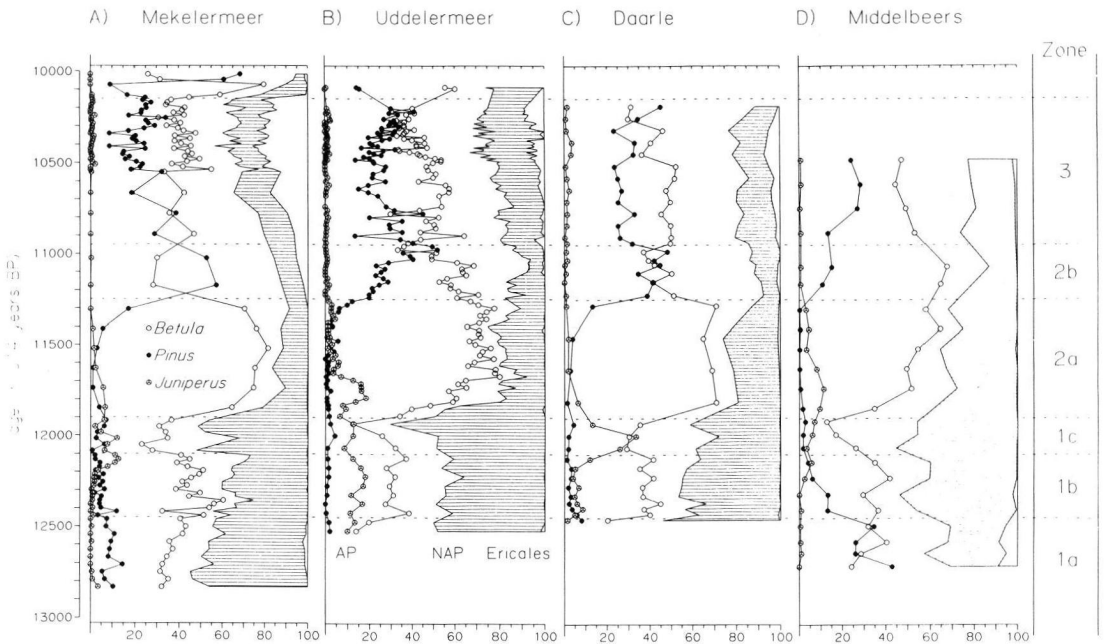 A) Mekelermeer
B) Uddelermeer
C) Daarle
D) Middelbeers
Zone
10000
10500
11000
11500
12000
12500
13000
years BP)
Betula
Pinus
Juniperus
AP
NAP
Ericales
3
2b
2a
1c
1b
1a
20 40 60 80 100
20 40 60 80 100
20 40 60 80 100
20 40 60 80 100